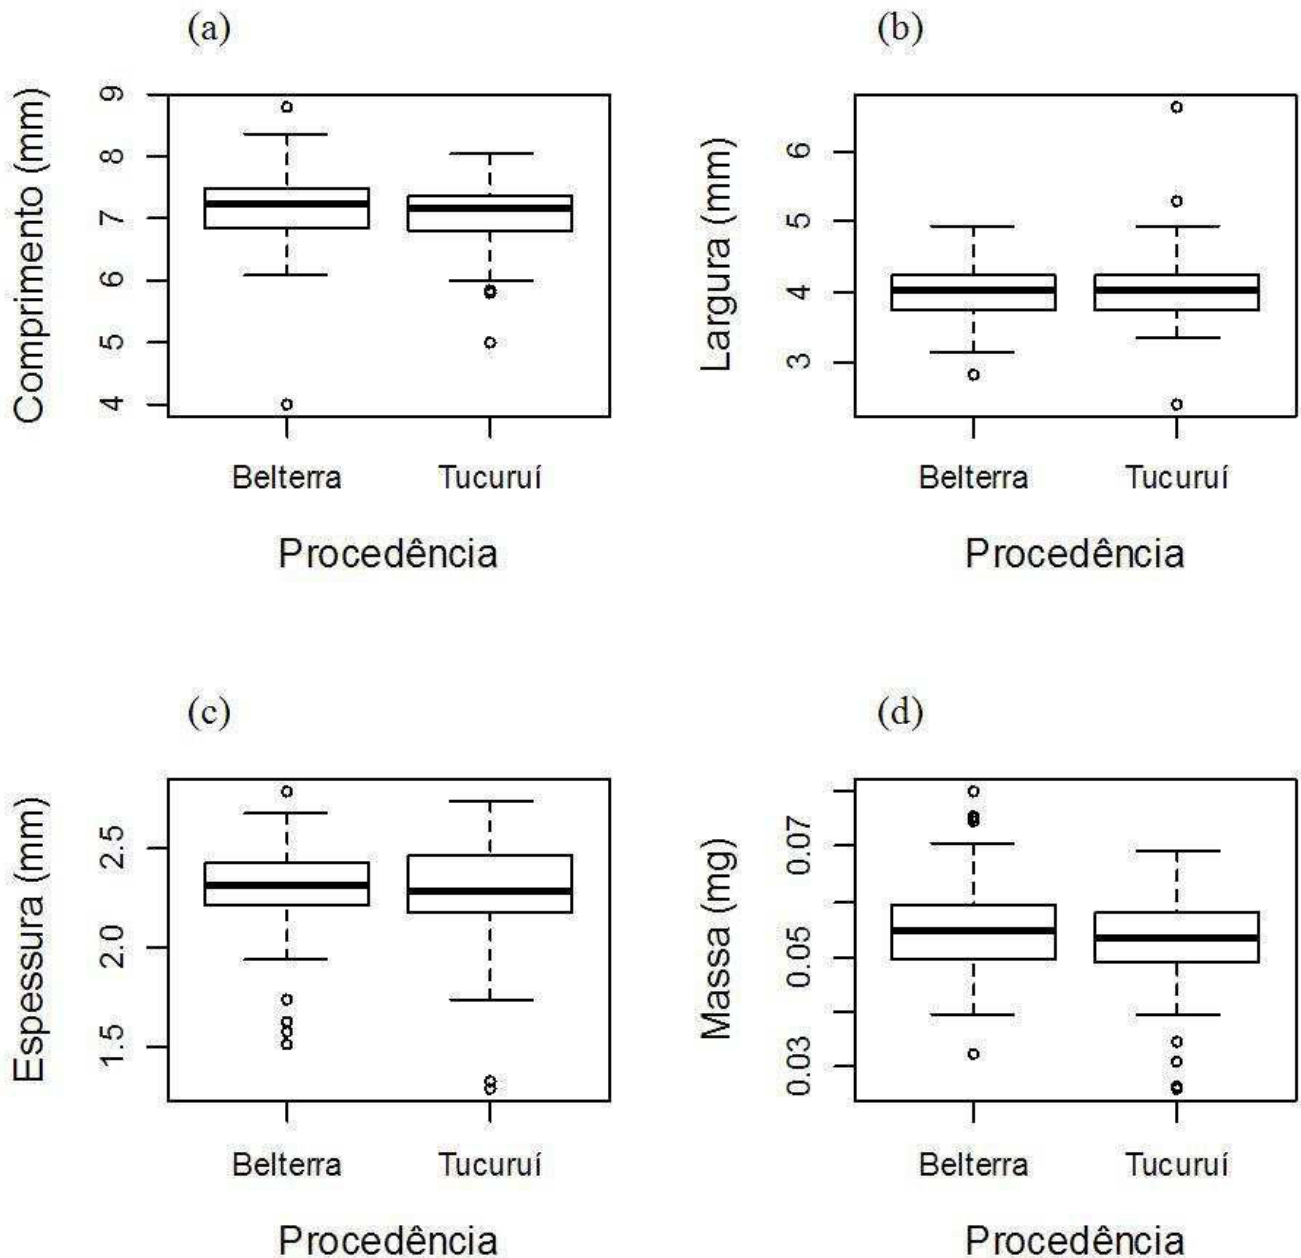 (a)
Comprimento (mm)
9
8
7
6
5
4
Belterra Tucuruí
Procedência
(b)
Largura (mm)
6
5
4
3
Belterra Tucuruí
Procedência
(c)
Espessura (mm)
2.5
2.0
1.5
Belterra Tucuruí
Procedência
(d)
Massa (mg)
0.07
0.05
0.03
Belterra Tucuruí
Procedência